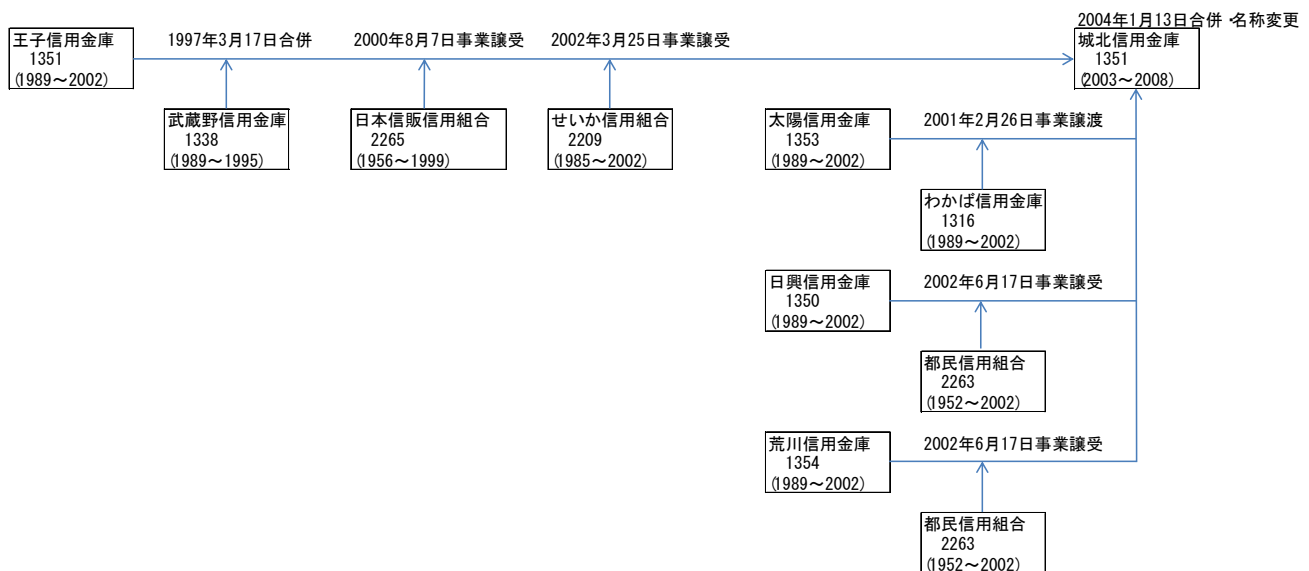 2004年1月13日合併・名称変更
王子信用金庫
1351
(1989～2002)
1997年3月17日合併
2000年8月7日事業譲受
2002年3月25日事業譲受
城北信用金庫
1351
(2003～2008)
武蔵野信用金庫
1338
(1989～1995)
日本信販信用組合
2265
(1956～1999)
せいか信用組合
2209
(1985～2002)
太陽信用金庫
1353
(1989～2002)
2001年2月26日事業譲渡
わかば信用金庫
1316
(1989～2002)
日興信用金庫
1350
(1989～2002)
2002年6月17日事業譲受
都民信用組合
2263
(1952～2002)
荒川信用金庫
1354
(1989～2002)
2002年6月17日事業譲受
都民信用組合
2263
(1952～2002)